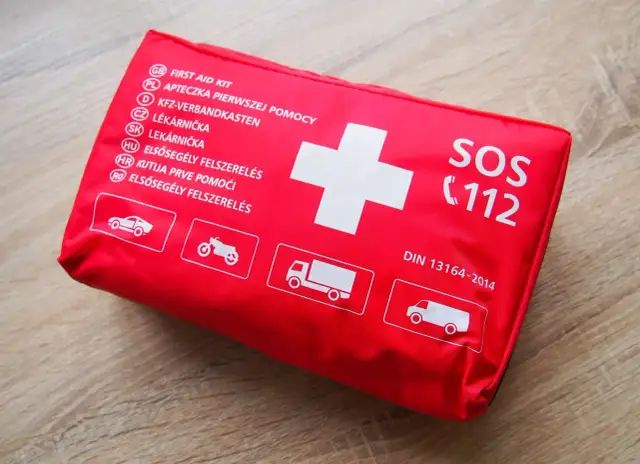 GB FIRST AID KIT
PL APTECZKA PIERWSZEJ POMOCY
D KFZ-VERBANDKASTEN
CZ LÉKÁRNIČKA
SK LEKÁRNIČKA
HU ELSŐSEGÉLY FELSZERELÉS
HR KUTIJA PRVE POMOĆI
RO ELSŐSEGÉLY FELSZERELÉS
SOS
112
DIN 13164-2014